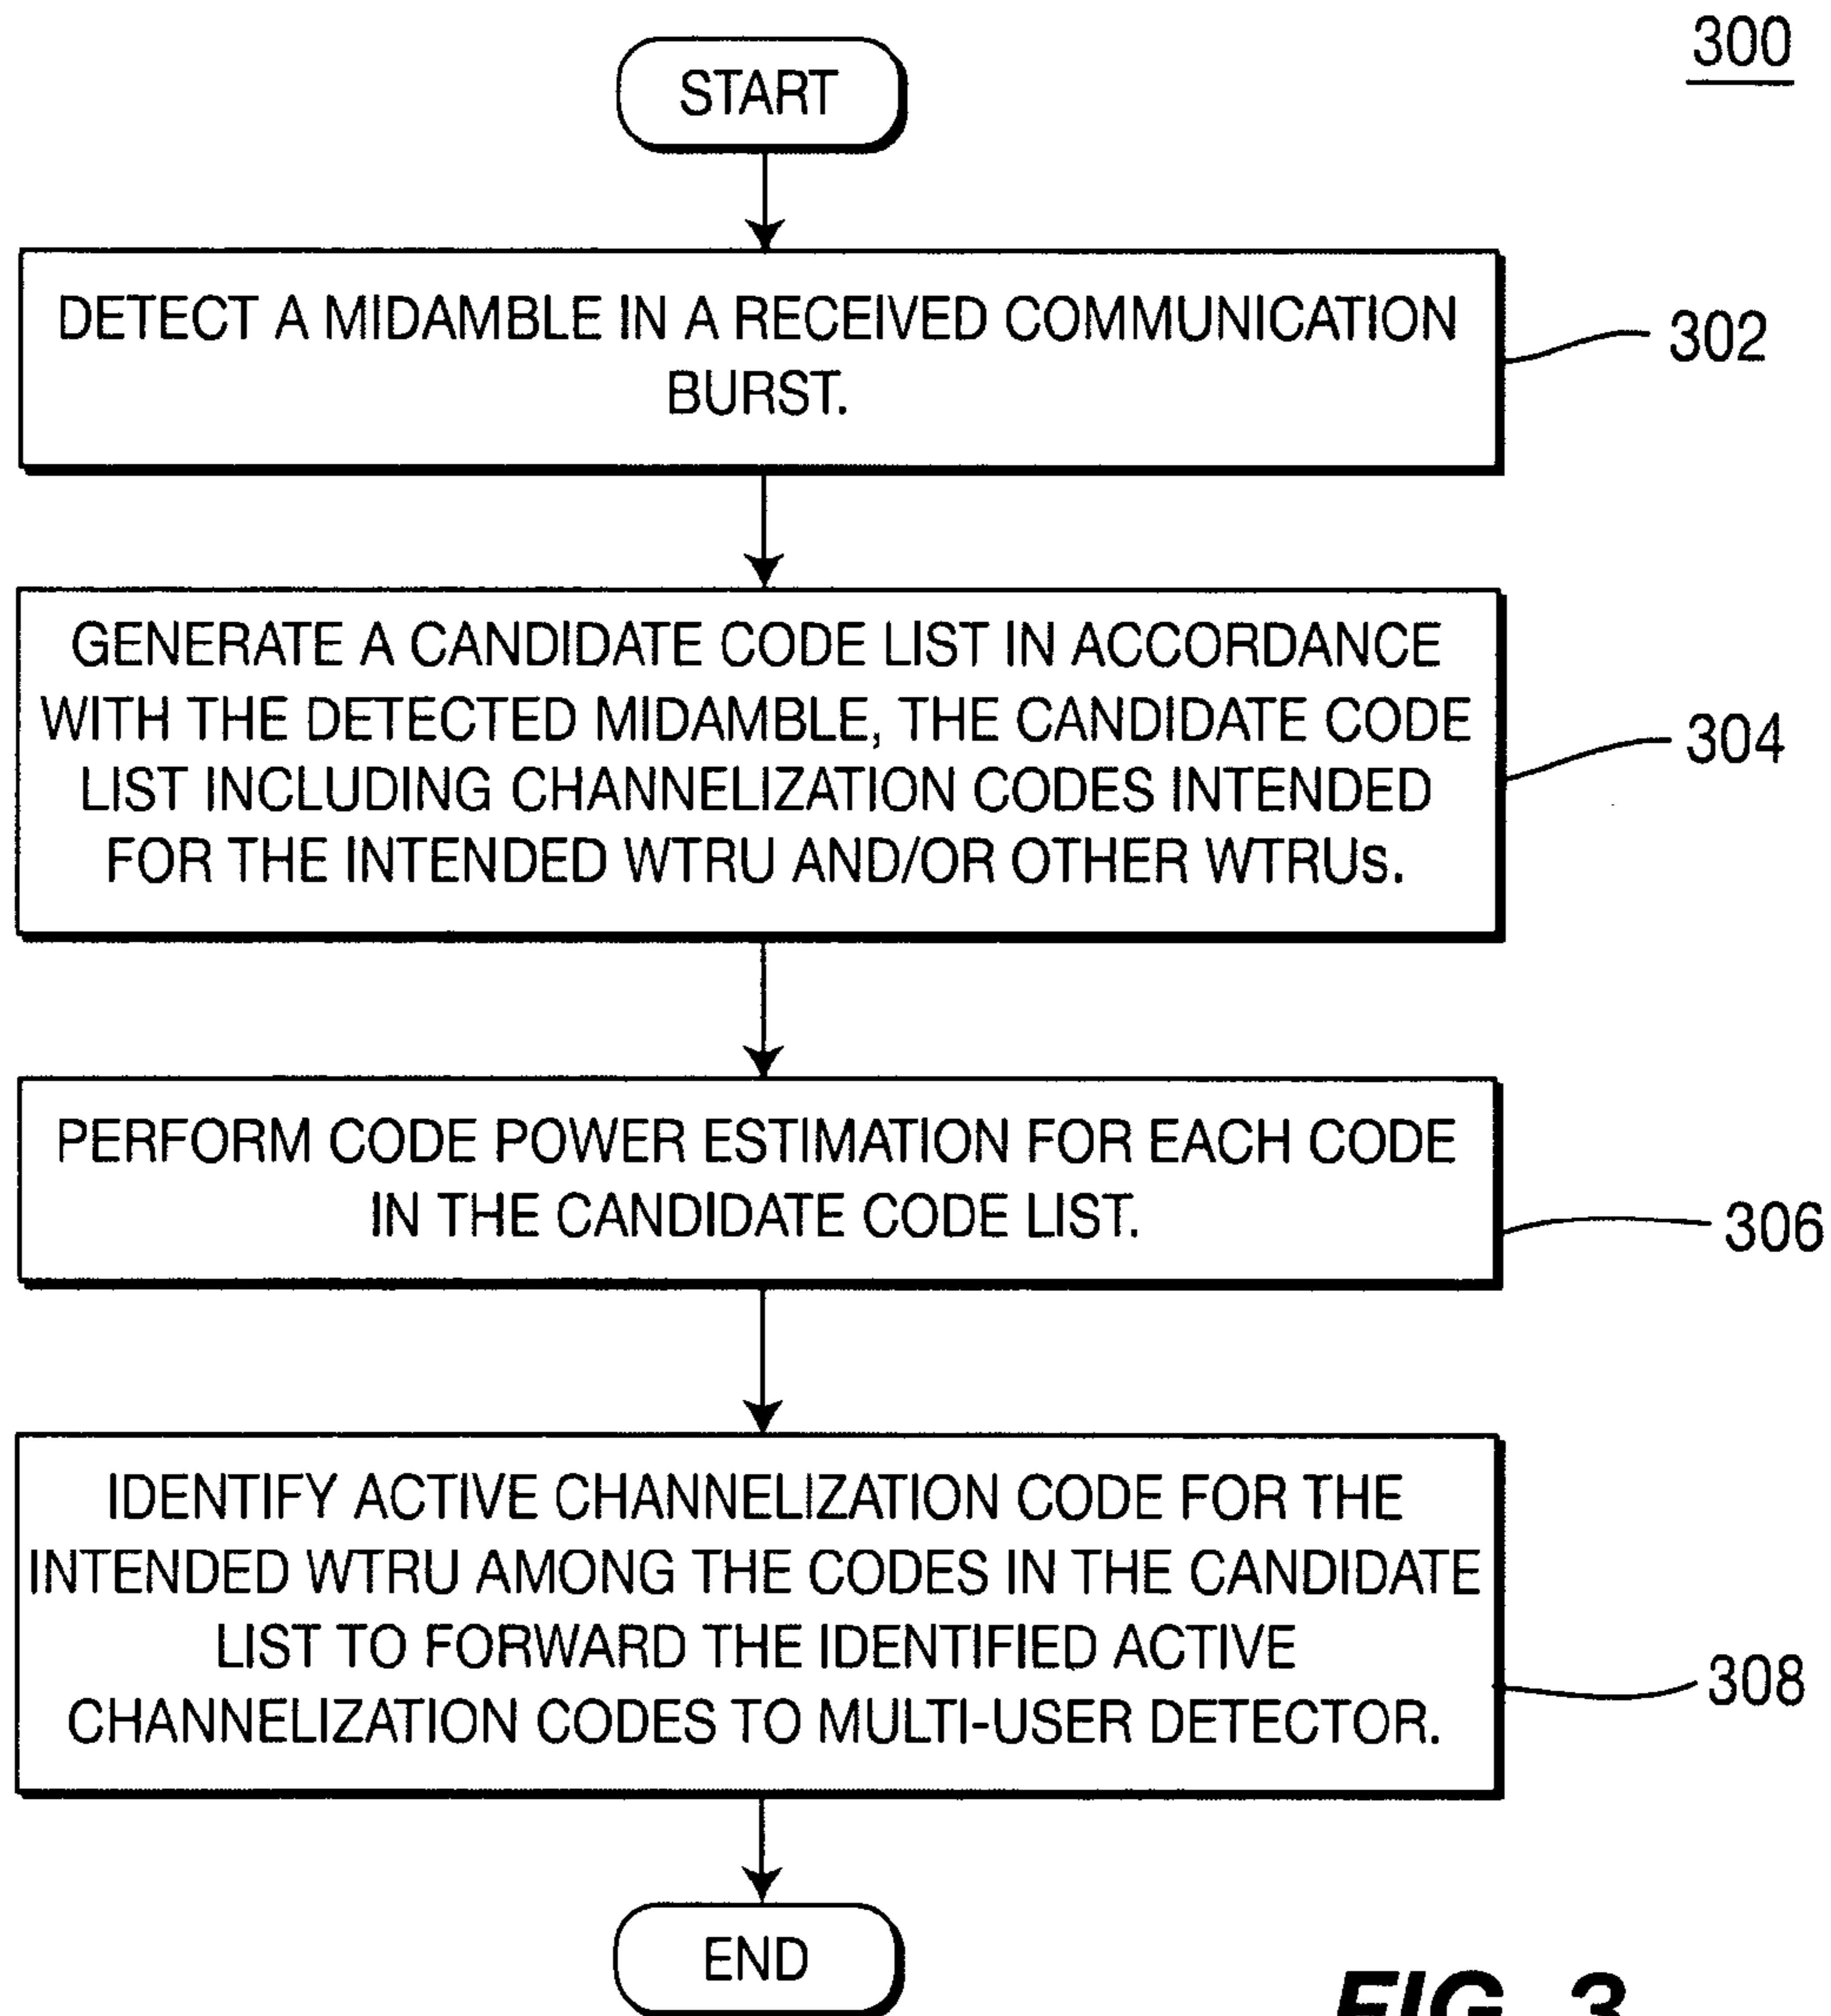 300
START
DETECT A MIDAMBLE IN A RECEIVED COMMUNICATION
BURST.
302
GENERATE A CANDIDATE CODE LIST IN ACCORDANCE
WITH THE DETECTED MIDAMBLE, THE CANDIDATE CODE
LIST INCLUDING CHANNELIZATION CODES INTENDED
FOR THE INTENDED WTRU AND/OR OTHER WTRUs.
304
PERFORM CODE POWER ESTIMATION FOR EACH CODE
IN THE CANDIDATE CODE LIST.
306
IDENTIFY ACTIVE CHANNELIZATION CODE FOR THE
INTENDED WTRU AMONG THE CODES IN THE CANDIDATE
LIST TO FORWARD THE IDENTIFIED ACTIVE
CHANNELIZATION CODES TO MULTI-USER DETECTOR.
308
END
FIG. 3